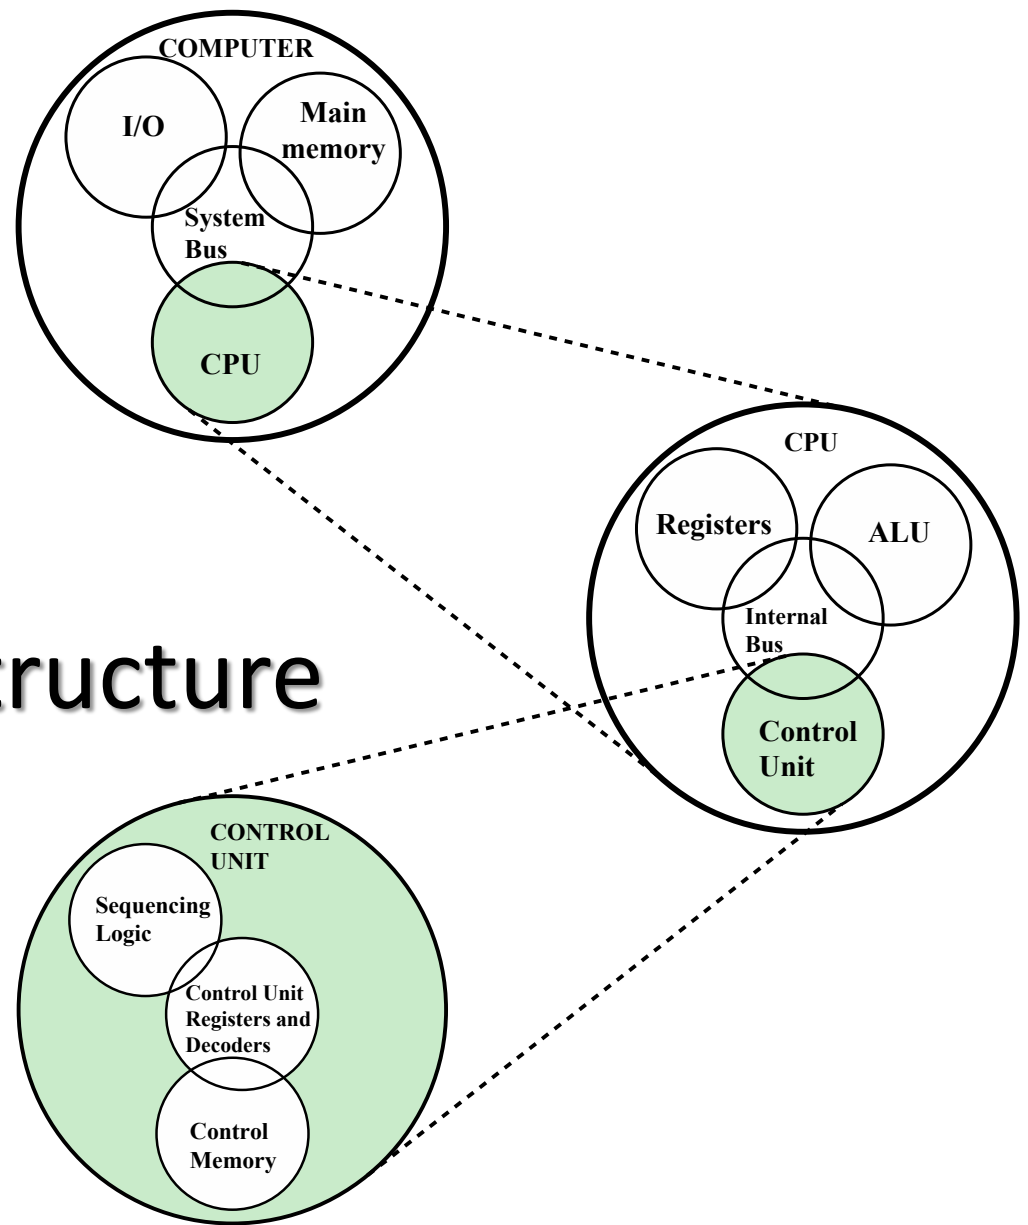 COMPUTER
I/O
Main
memory
System
Bus
CPU
CPU
Registers
ALU
Internal
Bus
Control
Unit
tructure
CONTROL
UNIT
Sequencing
Logic
Control Unit
Registers and
Decoders
Control
Memory